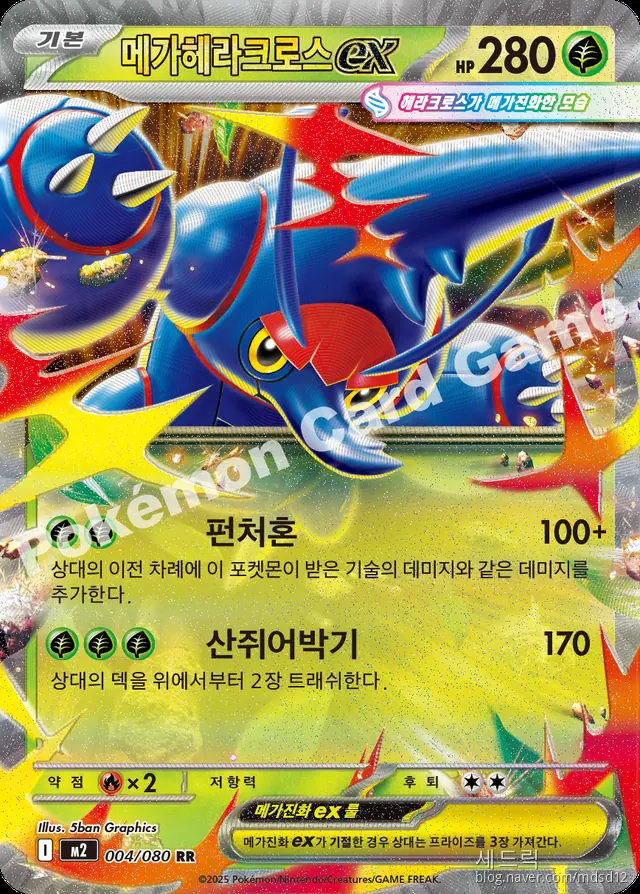 기본 메가헤라크로스 ex HP 280
헤라크로스가 메가진화한 모습
Pokémon Card Game
펀처혼 100+
상대의 이전 차례에 이 포켓몬이 받은 기술의 데미지와 같은 데미지를
추가한다.
산쥐어박기 170
상대의 덱을 위에서부터 2장 트래쉬한다.
약점 ×2 저항력 후퇴
메가진화 ex 룰
메가진화 ex가 기절한 경우 상대는 프라이즈를 3장 가져간다.
Illus. 5ban Graphics
I M2 004/080 RR
세드릭
blog.naver.com/mdsd12
©2025 Pokémon/Nintendo/Creatures/GAME FREAK.